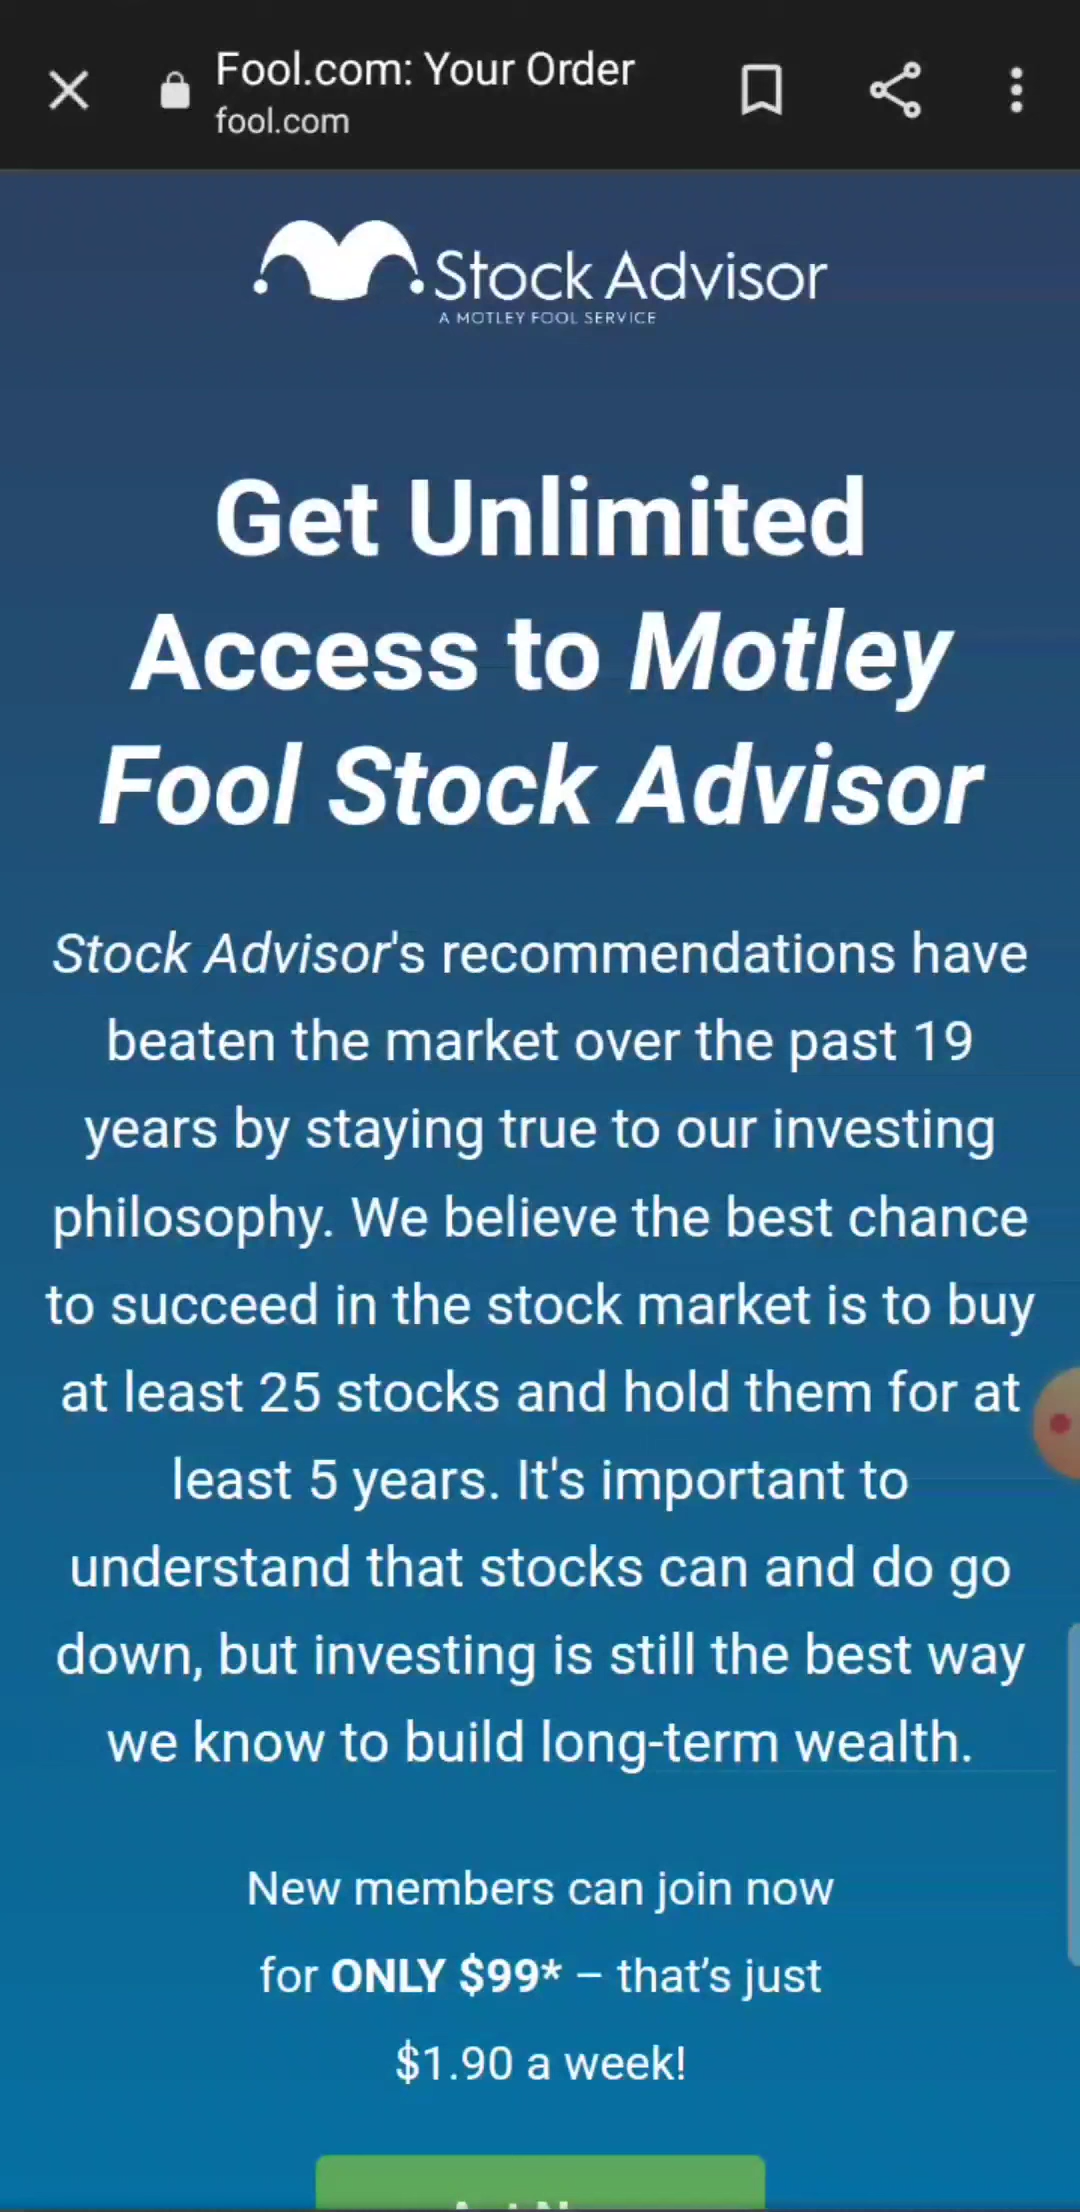 Fool.com: Your Order
fool.com
Stock Advisor
A MOTLEY FOOL SERVICE
Get Unlimited
Access to Motley
Fool Stock Advisor
Stock Advisor's recommendations have
beaten the market over the past 19
years by staying true to our investing
philosophy. We believe the best chance
to succeed in the stock market is to buy
at least 25 stocks and hold them for at
least 5 years. It's important to
understand that stocks can and do go
down, but investing is still the best way
we know to build long-term wealth.
New members can join now
for ONLY $99* – that’s just
$1.90 a week!